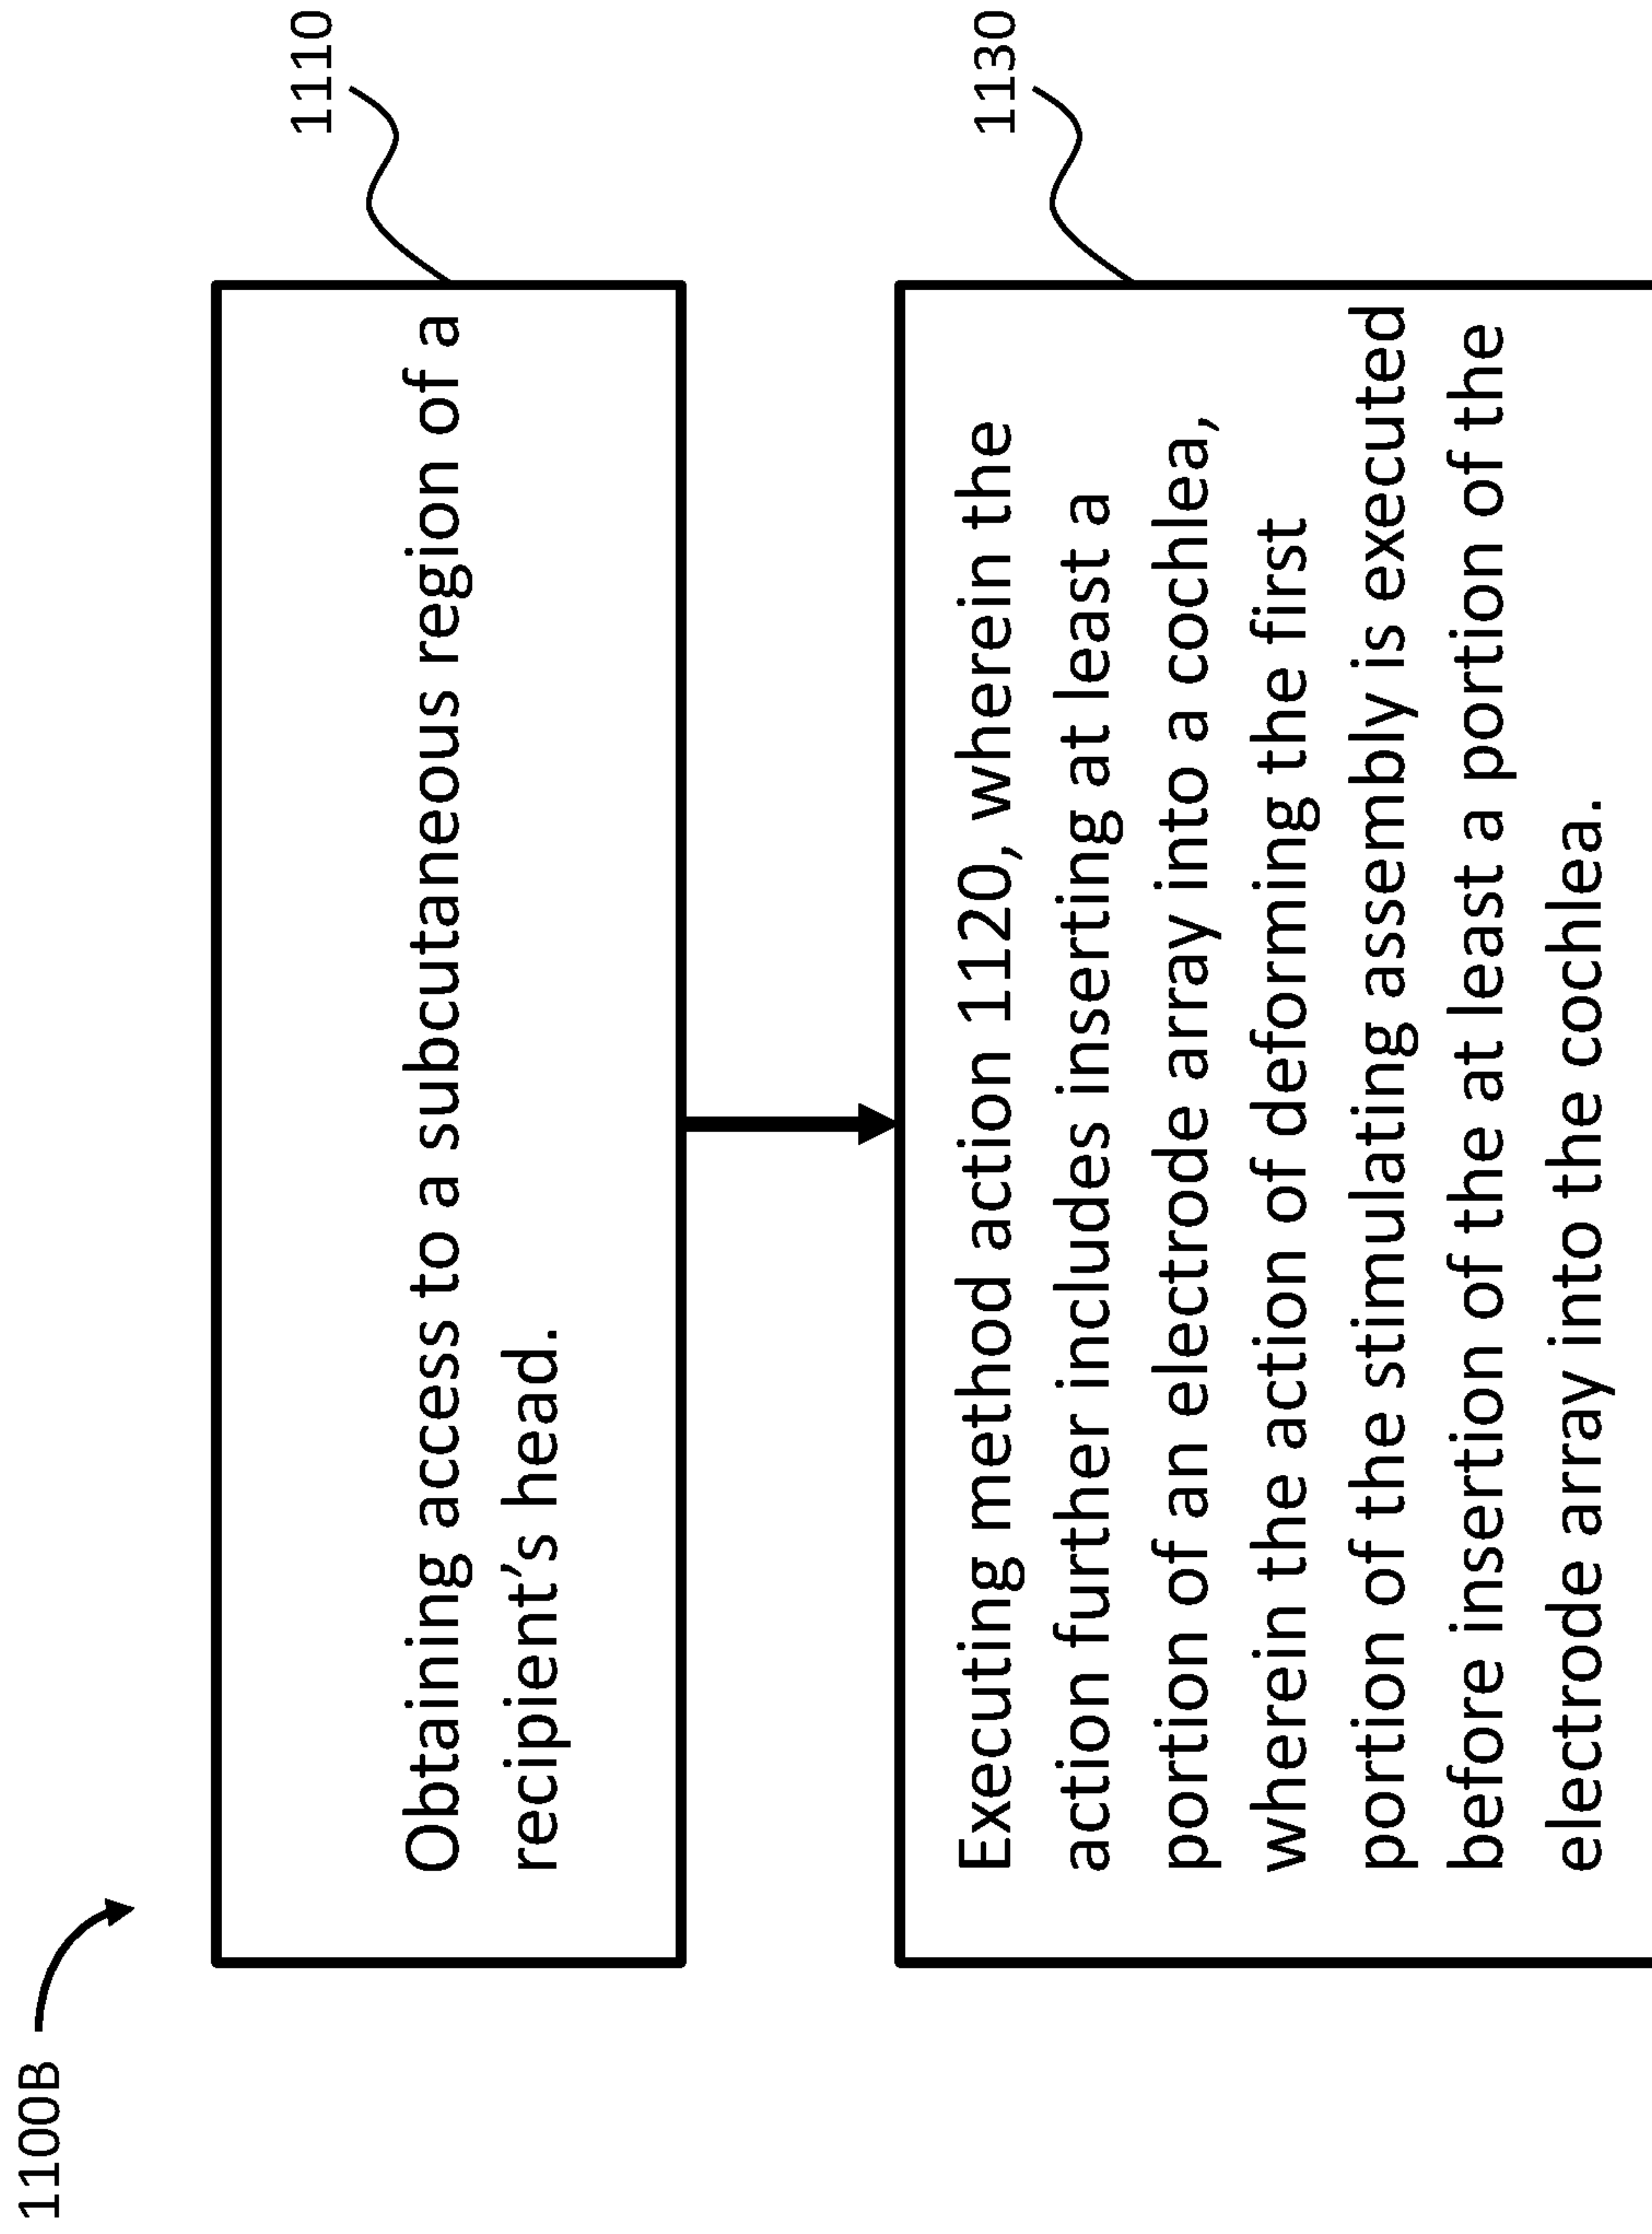 1100B
1110
Obtaining access to a subcutaneous region of a
recipient's head.
1130
Executing method action 1120, wherein the
action further includes inserting at least a
portion of an electrode array into a cochlea,
wherein the action of deforming the first
portion of the stimulating assembly is executed
before insertion of the at least a portion of the
electrode array into the cochlea.